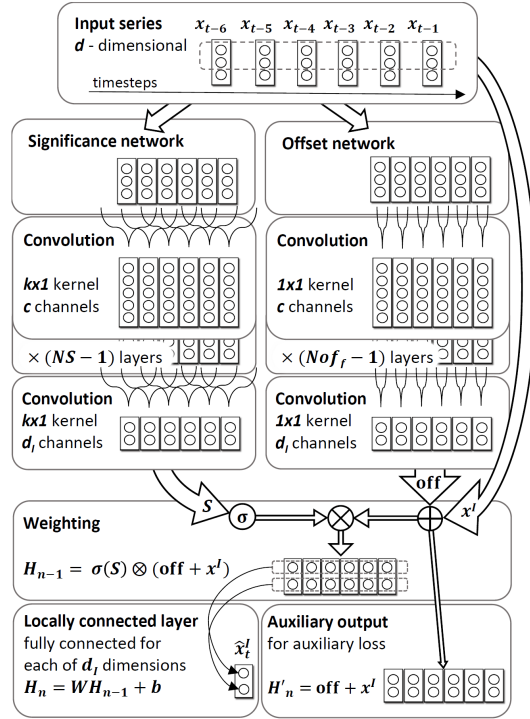 Input series
d - dimensional
x_{t−6} x_{t−5} x_{t−4} x_{t−3} x_{t−2} x_{t−1}
timesteps
Significance network
Convolution
kx1 kernel
c channels
× (NS − 1) layers
Convolution
kx1 kernel
d_I channels
Offset network
Convolution
1x1 kernel
c channels
× (Nof_f − 1) layers
Convolution
1x1 kernel
d_I channels
S
σ
⊗
off
+
x^I
Weighting
H_{n−1} = σ(S) ⊗ (off + x^I)
Locally connected layer
fully connected for
each of d_I dimensions
H_n = WH_{n−1} + b
x̂_t^I
Auxiliary output
for auxiliary loss
H'_n = off + x^I